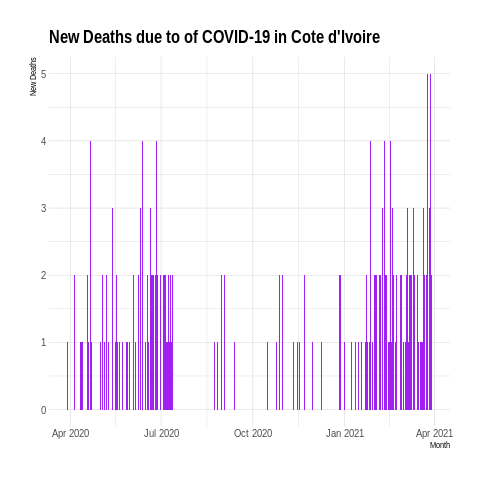 New Deaths due to of COVID-19 in Cote d'Ivoire
New Deaths
5
4
3
2
1
0
Apr 2020 Jul 2020 Oct 2020 Jan 2021 Apr 2021
Month